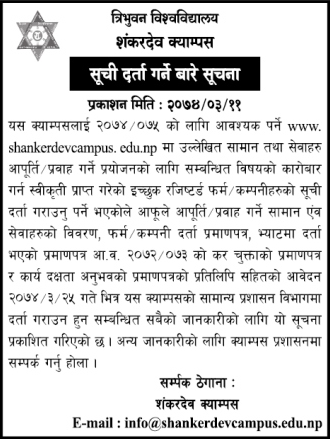 त्रिभुवन विश्वविद्यालय
शंकरदेव क्याम्पस
सूची दर्ता गर्ने बारे सूचना
प्रकाशन मिति : २०७४/०३/११
यस क्याम्पसलाई २०७४/०७५ को लागि आवश्यक पर्ने www.
shankerdevcampus. edu.np मा उल्लेखित सामान तथा सेवाहरु
आपूर्ति/प्रवाह गर्ने प्रयोजनको लागि सम्बन्धित विषयको कारोबार
गर्न स्वीकृती प्राप्त गरेको इच्छुक रजिष्टर्ड फर्म/कम्पनीहरुको सूची
दर्ता गराउनु पर्ने भएकोले आफूले आपूर्ति/प्रवाह गर्ने सामान एंव
सेवाहरुको विवरण, फर्म/कम्पनी दर्ता प्रमाणपत्र, भ्याटमा दर्ता
भएको प्रमाणपत्र आ.व. २०७२/०७३ को कर चुक्ताको प्रमाणपत्र
र कार्य दक्षता अनुभवको प्रमाणपत्रको प्रतिलिपि सहितको आवेदन
२०७४/३/२५ गते भित्र यस क्याम्पसको सामान्य प्रशासन विभागमा
दर्ता गराउन हुन सम्बन्धित सबैको जानकारीको लागि यो सूचना
प्रकाशित गरिएको छ । अन्य जानकारीको लागि क्याम्पस प्रशासनमा
सम्पर्क गर्नु होला ।
सर्म्पक ठेगाना :
शंकरदेव क्याम्पस
E-mail : info@shankerdevcampus.edu.np